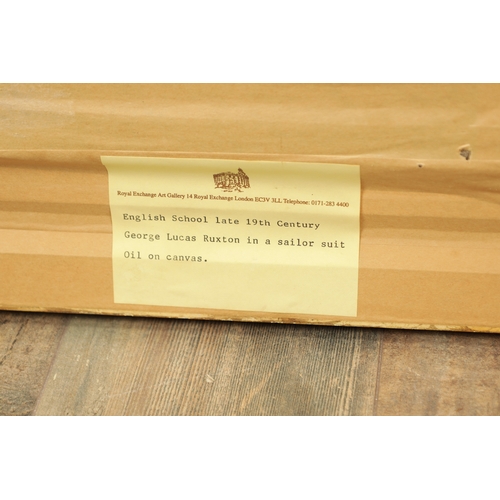 Royal Exchange Art Gallery 14 Royal Exchange London EC3V 3LL Telephone: 0171-283 4400
English School late 19th Century
George Lucas Ruxton in a sailor suit
Oil on canvas.